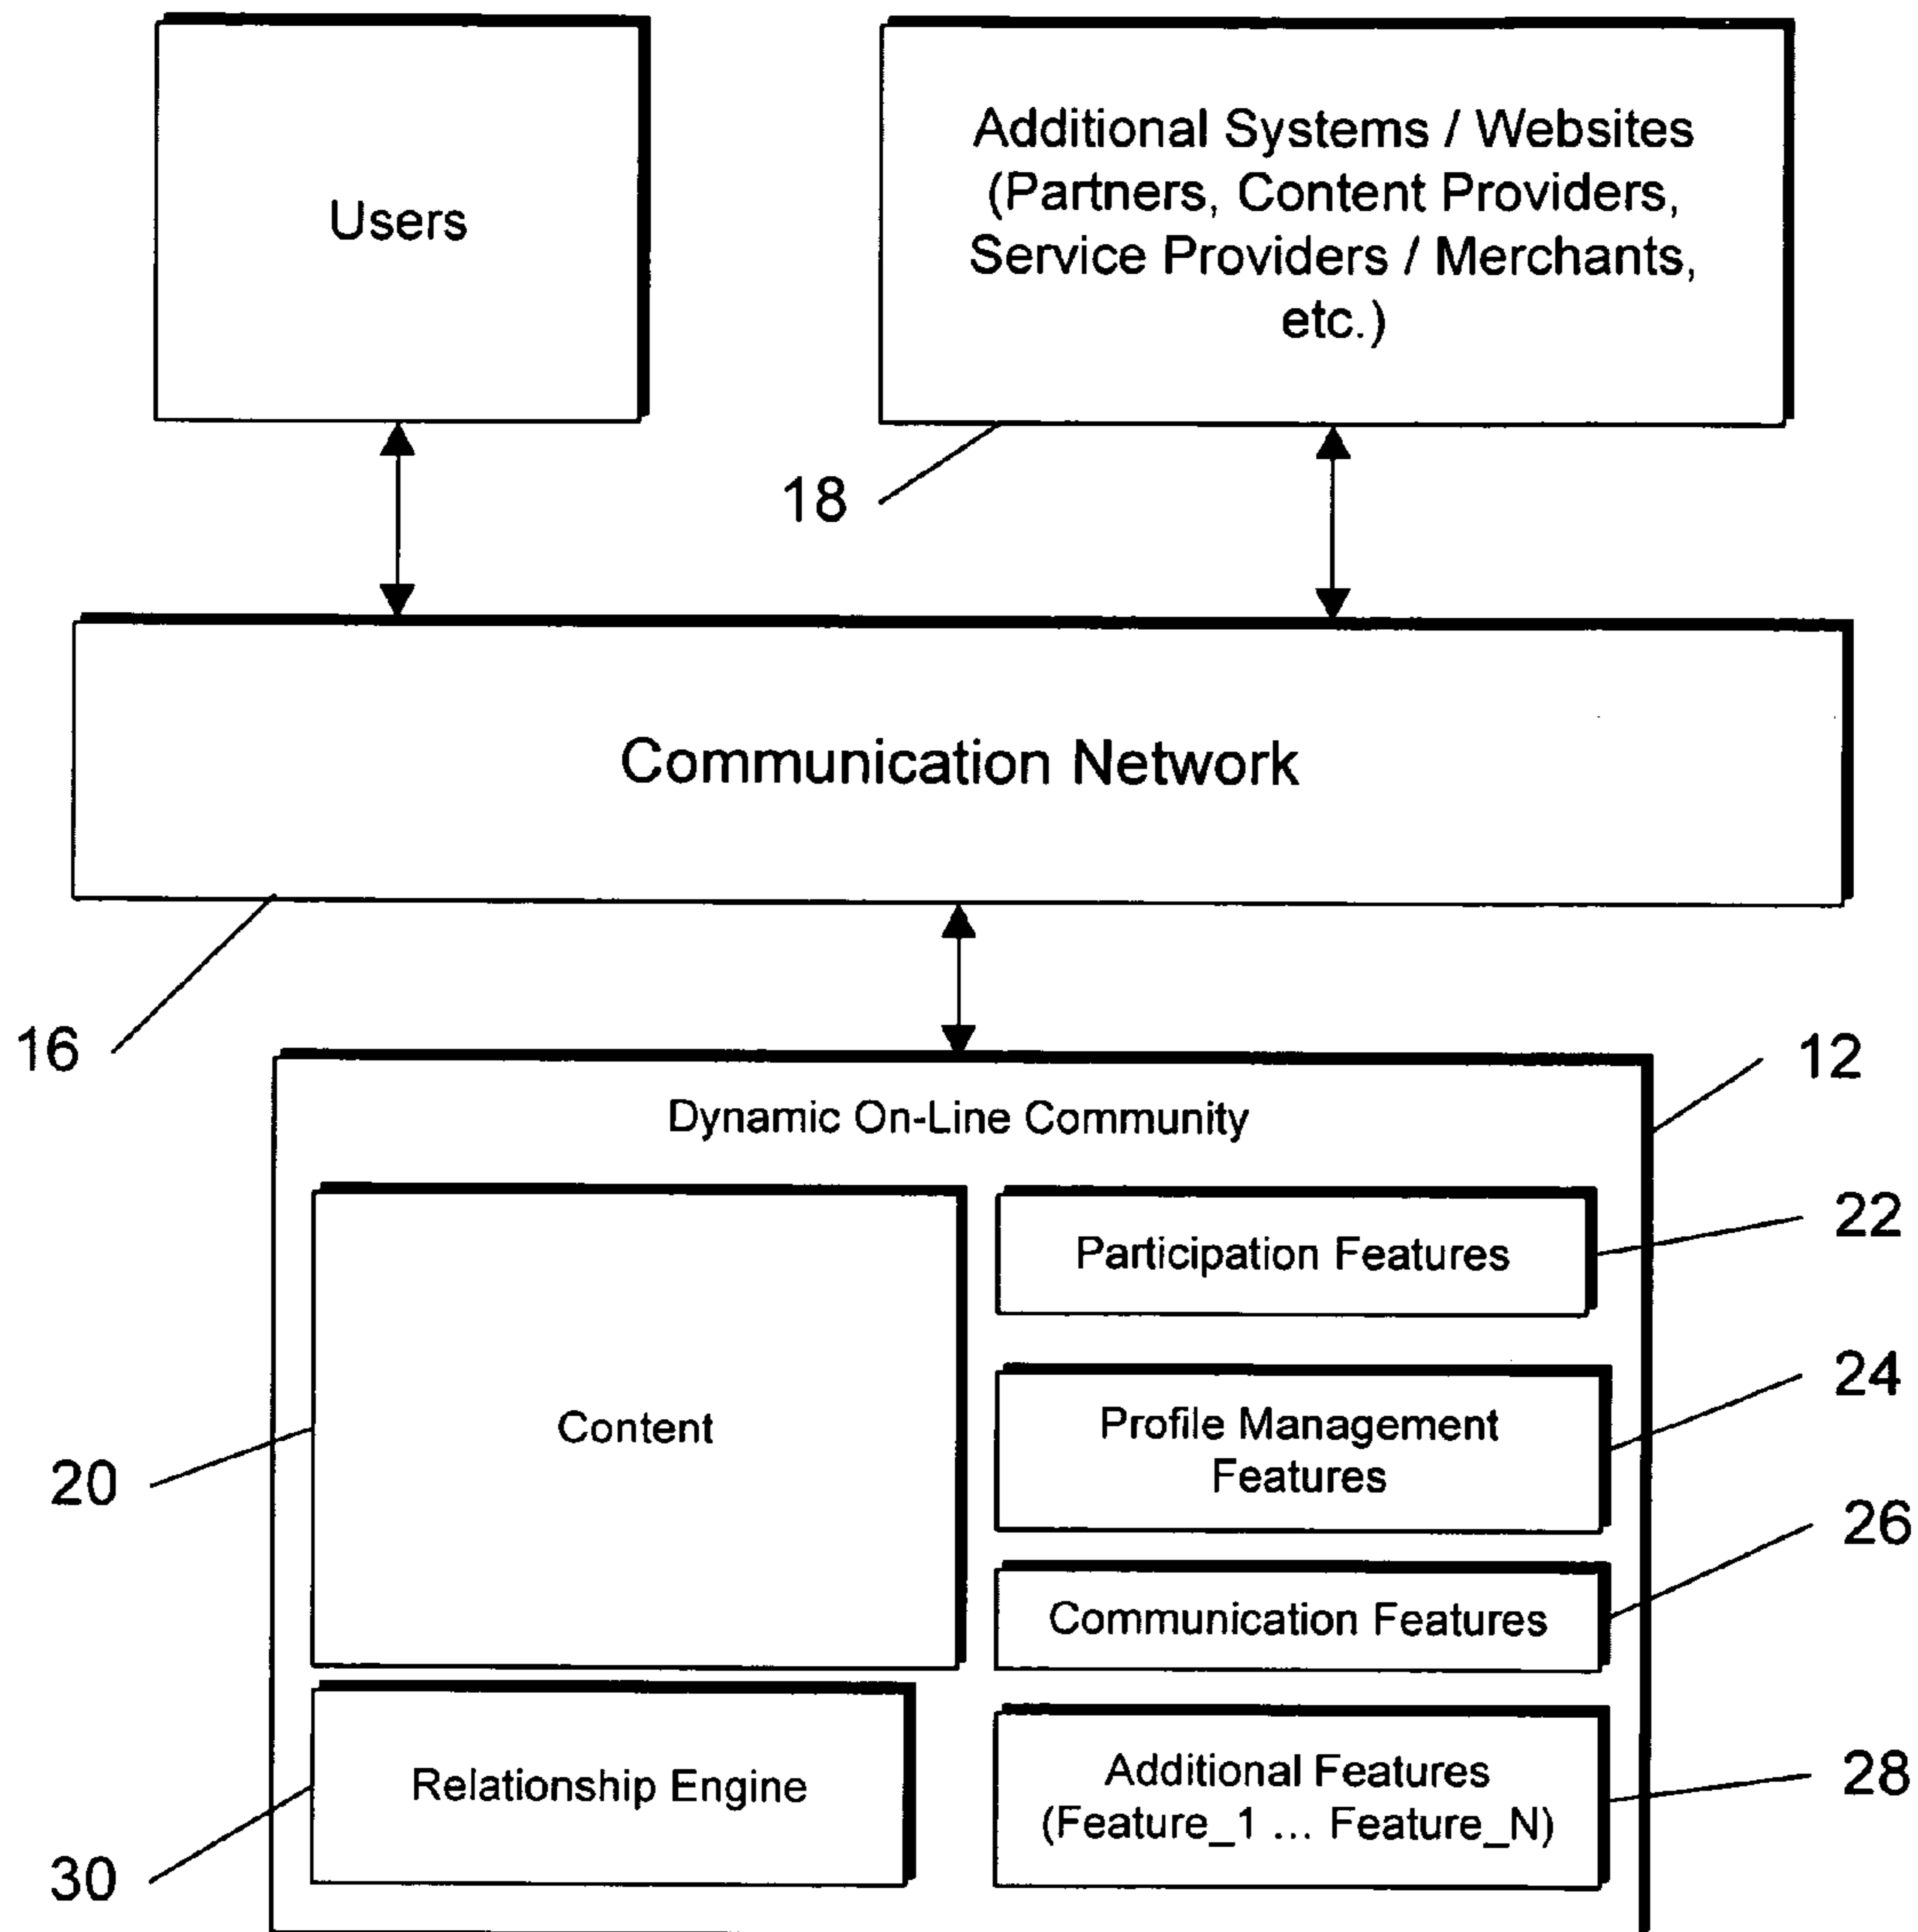 Users
Additional Systems / Websites
(Partners, Content Providers,
Service Providers / Merchants,
etc.)
18
Communication Network
16
12
Dynamic On-Line Community
Content
20
Participation Features
22
Profile Management
Features
24
Communication Features
26
Relationship Engine
30
Additional Features
(Feature_1 ... Feature_N)
28